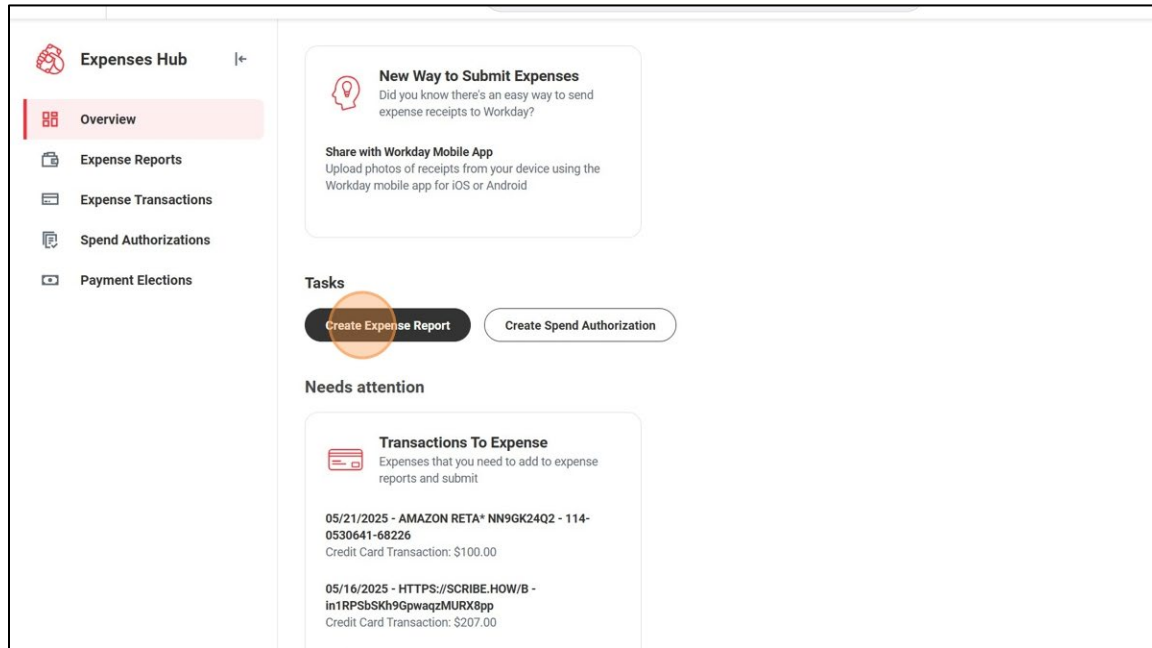 Expenses Hub
Overview
Expense Reports
Expense Transactions
Spend Authorizations
Payment Elections
New Way to Submit Expenses
Did you know there's an easy way to send
expense receipts to Workday?
Share with Workday Mobile App
Upload photos of receipts from your device using the
Workday mobile app for iOS or Android
Tasks
Create Expense Report
Create Spend Authorization
Needs attention
Transactions To Expense
Expenses that you need to add to expense
reports and submit
05/21/2025 - AMAZON RETA* NN9GK24Q2 - 114-
0530641-68226
Credit Card Transaction: $100.00
05/16/2025 - HTTPS://SCRIBE.HOW/B -
in1RPSbSKh9GpwaqzMURX8pp
Credit Card Transaction: $207.00